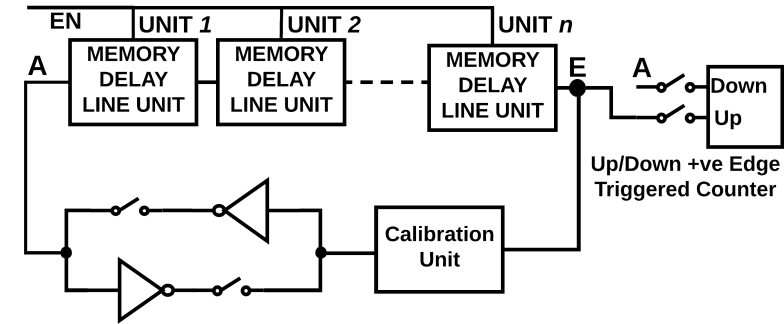 EN
UNIT 1
UNIT 2
UNIT n
MEMORY
DELAY
LINE UNIT
MEMORY
DELAY
LINE UNIT
MEMORY
DELAY
LINE UNIT
A
E
A
Down
Up
Up/Down +ve Edge
Triggered Counter
Calibration
Unit